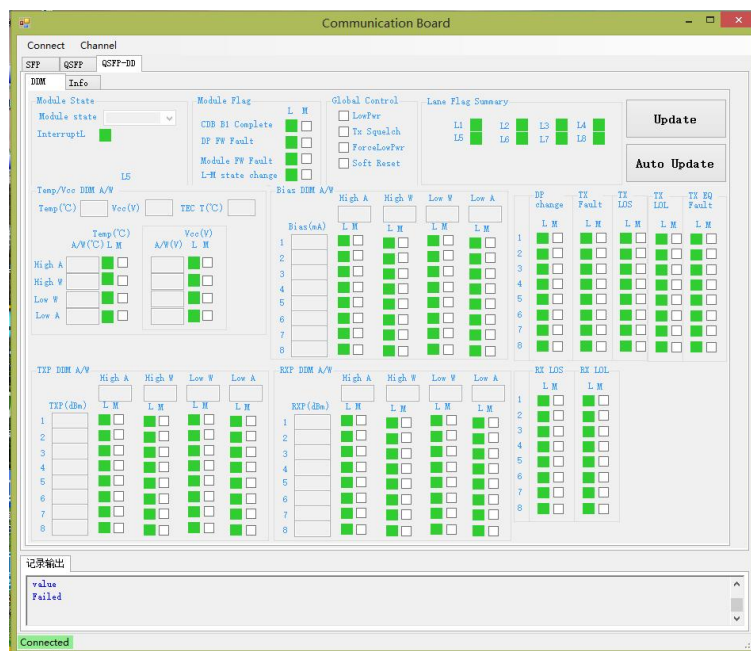 Communication Board
Connect Channel
SFP QSFP QSFP-DD
DDM Info
Module State
Module state
InterruptL
L5
Module Flag
L M
CDB B1 Complete
DP FW Fault
Module FW Fault
L-M state change
Global Control
LowPwr
Tx Squelch
ForceLowPwr
Soft Reset
Lane Flag Summary
L1 L2 L3 L4
L5 L6 L7 L8
Update
Auto Update
Temp/Vcc DDM A/W
Temp(℃) Vcc(V) TEC T(℃)
Temp(℃) Vcc(V)
A/W(℃) L M A/W(V) L M
High A
High W
Low W
Low A
Bias DDM A/W
High A High W Low W Low A
Bias(mA) L M L M L M L M
1
2
3
4
5
6
7
8
DP change TX Fault TX LOS TX LOL TX EQ Fault
L M L M L M L M L M
1
2
3
4
5
6
7
8
TXP DDM A/W
High A High W Low W Low A
TXP(dBm) L M L M L M L M
1
2
3
4
5
6
7
8
RXP DDM A/W
High A High W Low W Low A
RXP(dBm) L M L M L M L M
1
2
3
4
5
6
7
8
RX LOS RX LOL
L M L M
1
2
3
4
5
6
7
8
记录输出
value
Failed
Connected